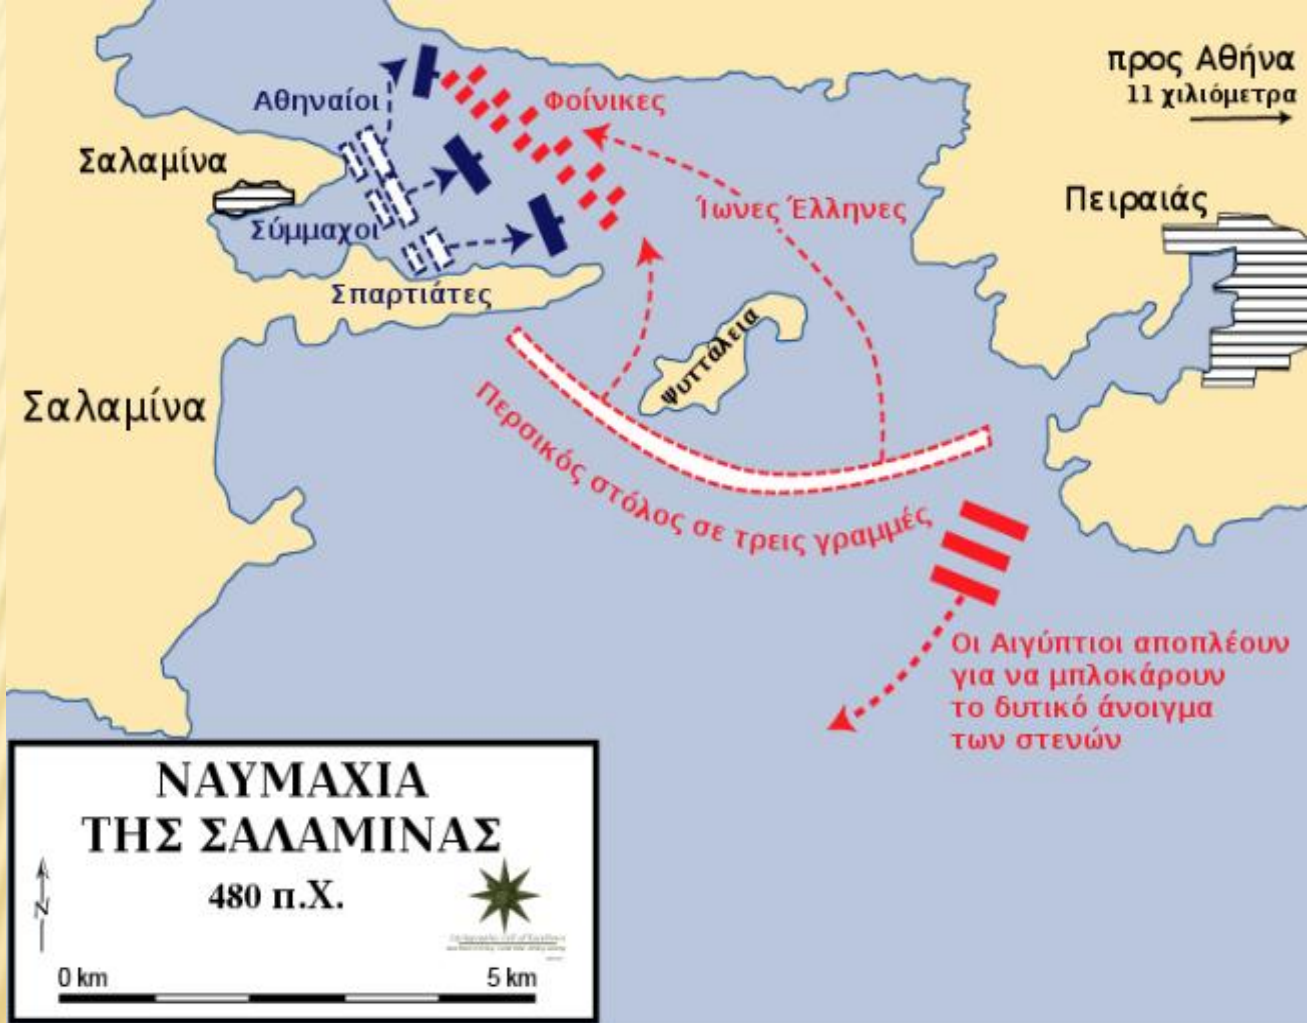 προς Αθήνα
11 χιλιόμετρα
Αθηναίοι
Φοίνικες
Σαλαμίνα
Πειραιάς
Ίωνες Έλληνες
Σύμμαχοι
Σπαρτιάτες
Ψυττάλεια
Σαλαμίνα
Περσικός στόλος σε τρεις γραμμές
Οι Αιγύπτιοι αποπλέουν
για να μπλοκάρουν
το δυτικό άνοιγμα
των στενών
ΝΑΥΜΑΧΙΑ
ΤΗΣ ΣΑΛΑΜΙΝΑΣ
480 π.Χ.
N
0 km 5 km